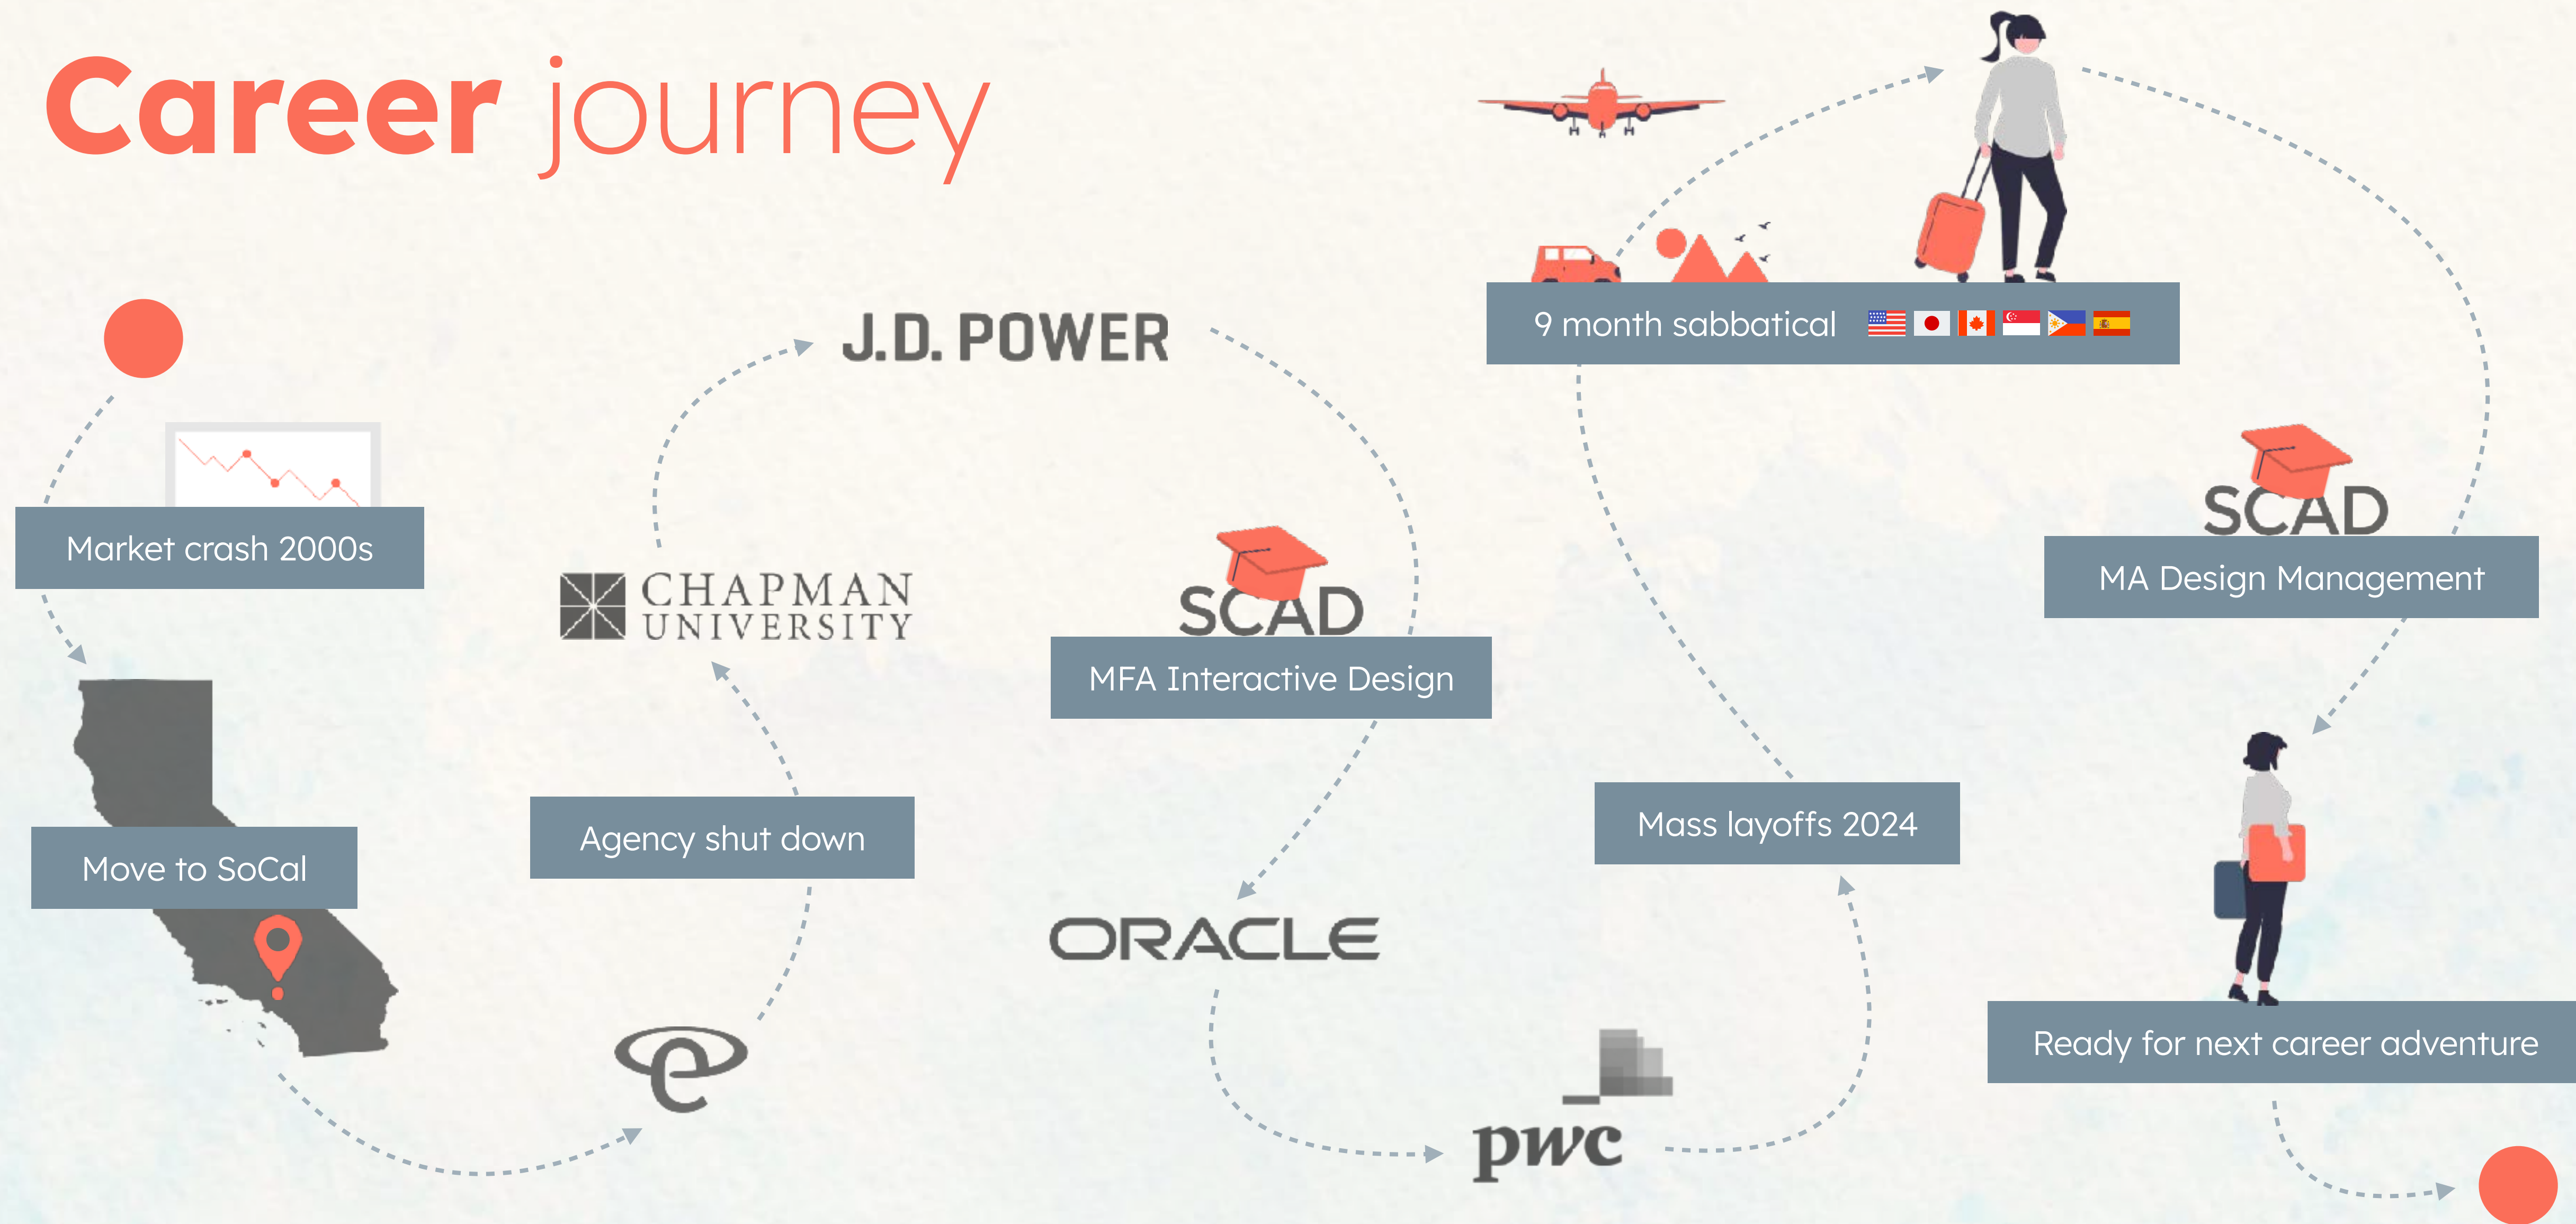 Career journey
Market crash 2000s
Move to SoCal
e
Agency shut down
CHAPMAN
UNIVERSITY
J.D. POWER
SCAD
MFA Interactive Design
ORACLE
pwc
Mass layoffs 2024
9 month sabbatical
SCAD
MA Design Management
Ready for next career adventure